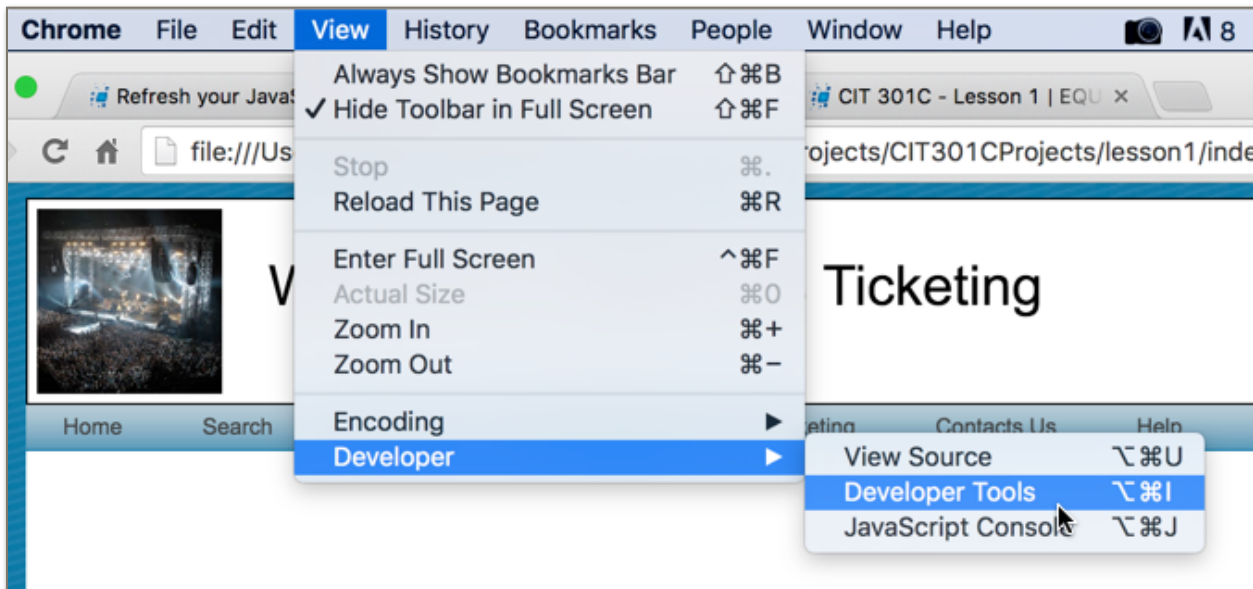 Chrome File Edit View History Bookmarks People Window Help 8
Refresh your JavaS CIT 301C - Lesson 1 | EQU ×
file:///Us rojects/CIT301CProjects/lesson1/inde
Always Show Bookmarks Bar ⇧⌘B
✓ Hide Toolbar in Full Screen ⇧⌘F
Stop ⌘.
Reload This Page ⌘R
Enter Full Screen ^⌘F
Actual Size ⌘0
Zoom In ⌘+
Zoom Out ⌘−
Encoding ▶
Developer ▶
Ticketing
Home Search keting Contacts Us Help
View Source ⌥⌘U
Developer Tools ⌥⌘I
JavaScript Console ⌥⌘J